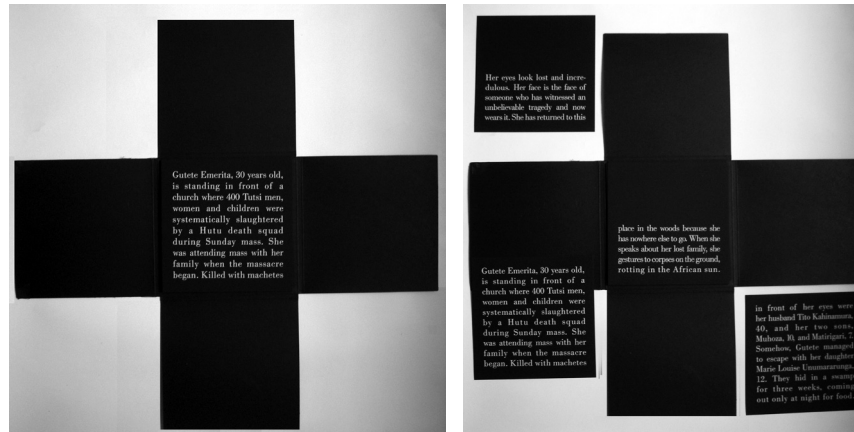 Gutete Emerita, 30 years old,
is standing in front of a
church where 400 Tutsi men,
women and children were
systematically slaughtered
by a Hutu death squad
during Sunday mass. She
was attending mass with her
family when the massacre
began. Killed with machetes
Her eyes look lost and incre-
dulous. Her face is the face of
someone who has witnessed an
unbelievable tragedy and now
wears it. She has returned to this
place in the woods because she
has nowhere else to go. When she
speaks about her lost family, she
gestures to corpses on the ground,
rotting in the African sun.
Gutete Emerita, 30 years old,
is standing in front of a
church where 400 Tutsi men,
women and children were
systematically slaughtered
by a Hutu death squad
during Sunday mass. She
was attending mass with her
family when the massacre
began. Killed with machetes
in front of her eyes were
her husband Tito Kahinamura,
40, and her two sons,
Muhoza, 10, and Matirigari, 7.
Somehow, Gutete managed
to escape with her daughter
Marie Louise Unumararunga,
12. They hid in a swamp
for three weeks, coming
out only at night for food.